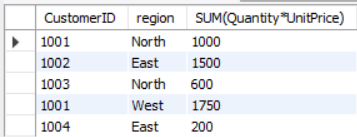 CustomerID region SUM(Quantity*UnitPrice)
1001 North 1000
1002 East 1500
1003 North 600
1001 West 1750
1004 East 200